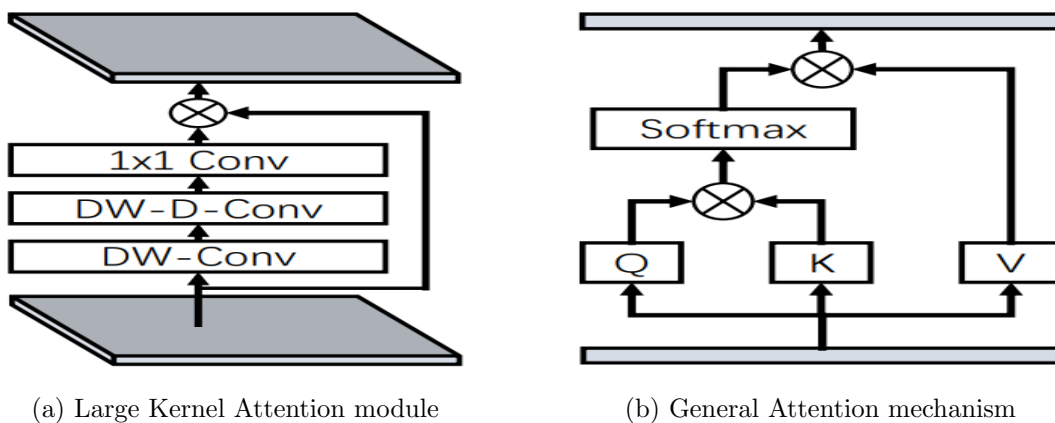 1x1 Conv
DW-D-Conv
DW-Conv
(a) Large Kernel Attention module
Softmax
Q K V
(b) General Attention mechanism